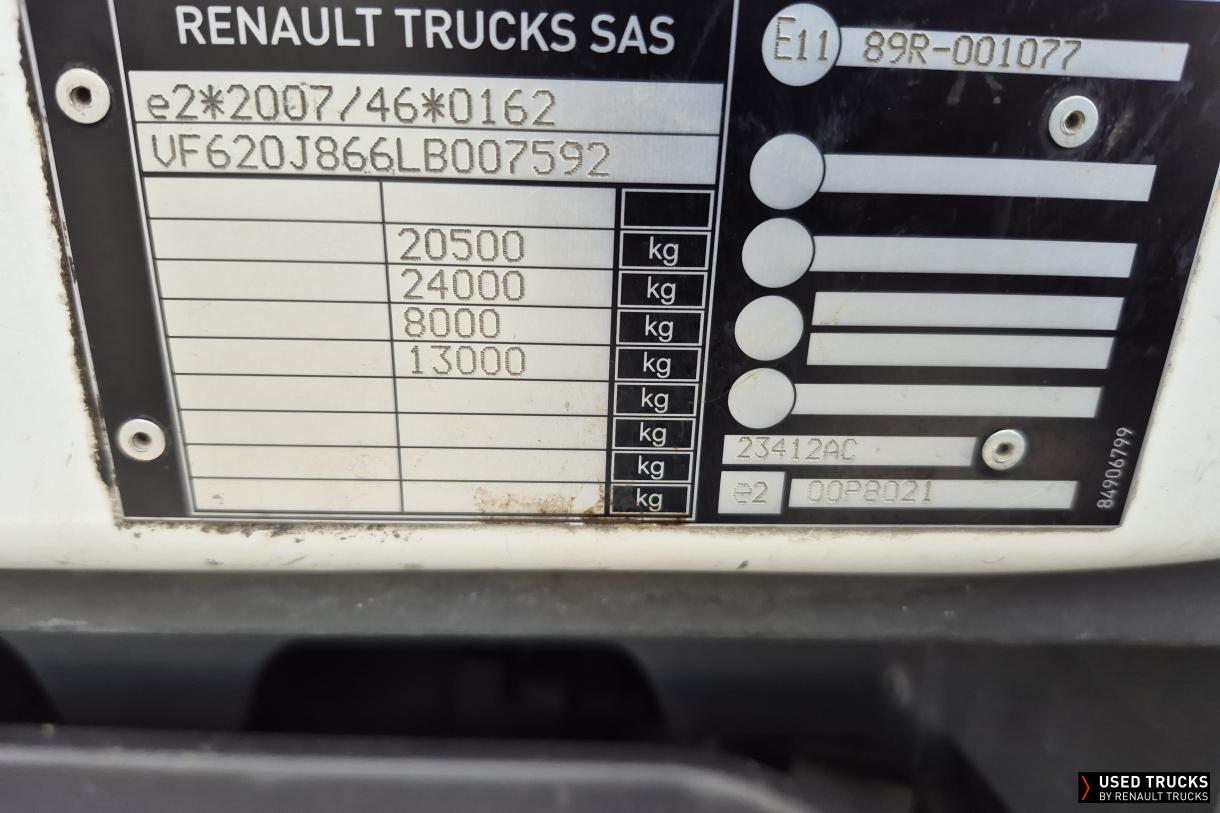 RENAULT TRUCKS SAS
e2*2007/46*0162
VF620J866LB007592
20500 kg
24000 kg
8000 kg
13000 kg
kg
kg
kg
kg
E11 89R-001077
23412AC
e2 00P8021
84906799
USED TRUCKS
BY RENAULT TRUCKS